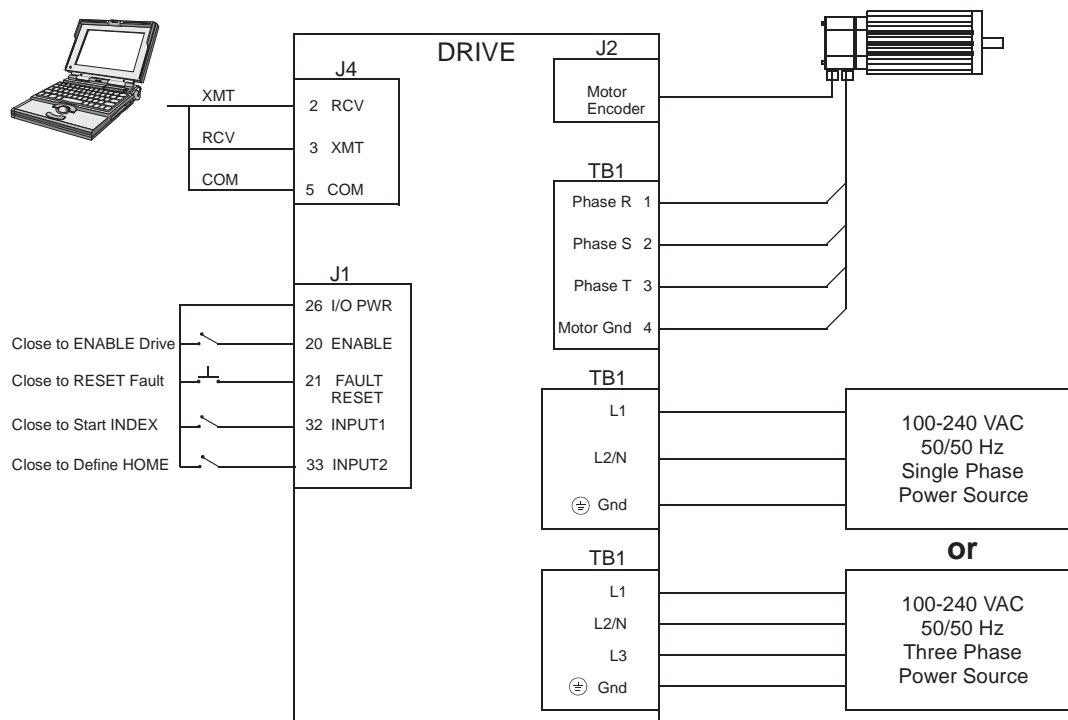 DRIVE
J4
XMT
2 RCV
RCV
3 XMT
COM
5 COM
J1
26 I/O PWR
Close to ENABLE Drive
20 ENABLE
Close to RESET Fault
21 FAULT
RESET
Close to Start INDEX
32 INPUT1
Close to Define HOME
33 INPUT2
J2
Motor
Encoder
TB1
Phase R 1
Phase S 2
Phase T 3
Motor Gnd 4
TB1
L1
L2/N
Gnd
100-240 VAC
50/50 Hz
Single Phase
Power Source
or
TB1
L1
L2/N
L3
Gnd
100-240 VAC
50/50 Hz
Three Phase
Power Source